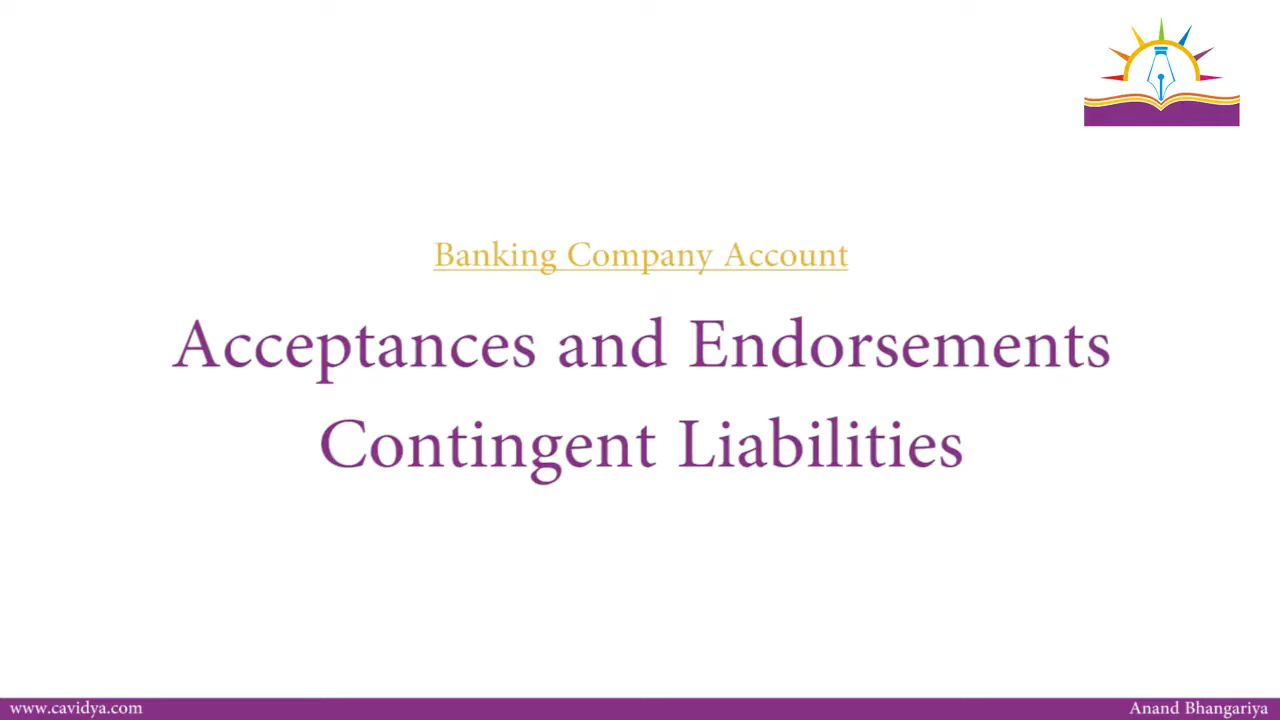 Banking Company Account
Acceptances and Endorsements
Contingent Liabilities
www.cavidya.com
Anand Bhangariya